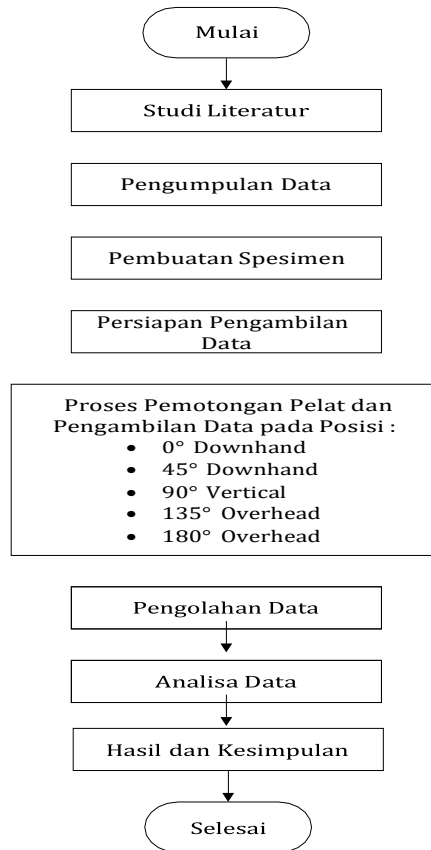 Mulai
Studi Literatur
Pengumpulan Data
Pembuatan Spesimen
Persiapan Pengambilan
Data
Proses Pemotongan Pelat dan
Pengambilan Data pada Posisi :
• 0° Downhand
• 45° Downhand
• 90° Vertical
• 135° Overhead
• 180° Overhead
Pengolahan Data
Analisa Data
Hasil dan Kesimpulan
Selesai